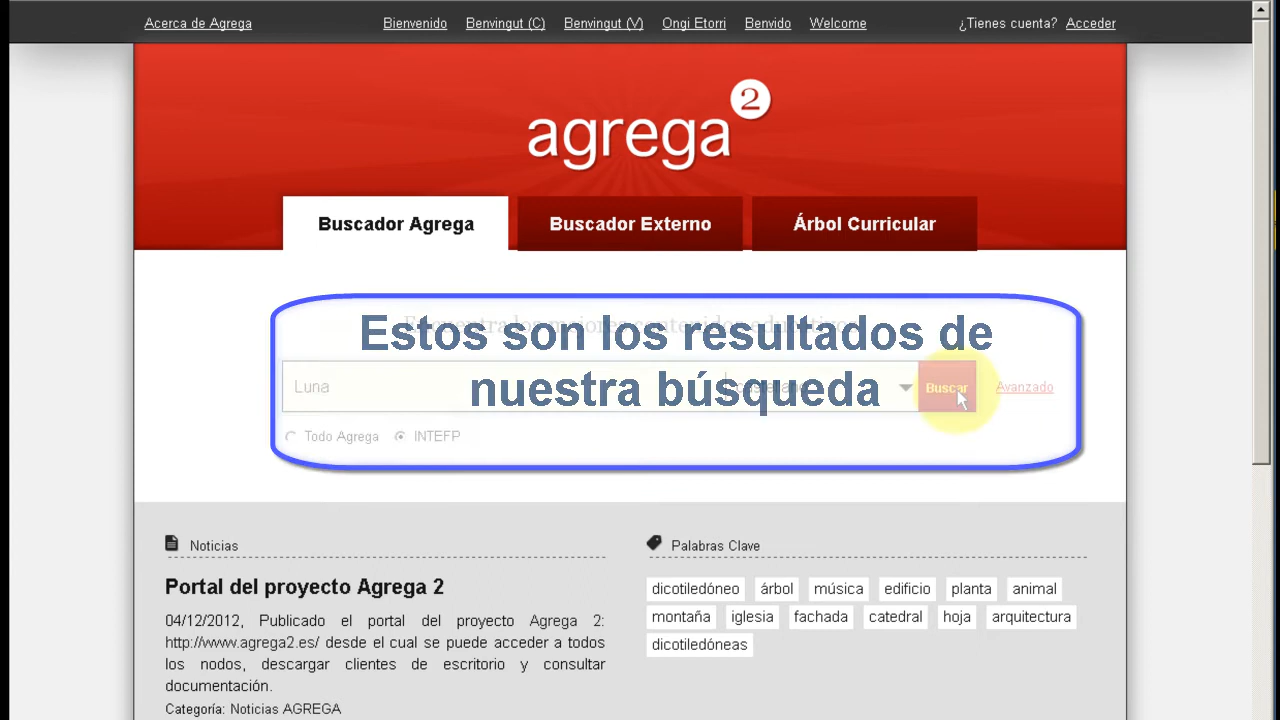 Acerca de Agrega
Bienvenido Benvingut (C) Benvingut (V) Ongi Etorri Benvido Welcome
¿Tienes cuenta? Acceder
agrega 2
Buscador Agrega
Buscador Externo
Árbol Curricular
Estos son los resultados de
nuestra búsqueda
Luna
Buscar
Avanzado
Todo Agrega INTEFP
Noticias
Portal del proyecto Agrega 2
04/12/2012, Publicado el portal del proyecto Agrega 2:
http://www.agrega2.es/ desde el cual se puede acceder a todos
los nodos, descargar clientes de escritorio y consultar
documentación.
Categoría: Noticias AGREGA
Palabras Clave
dicotiledóneo árbol música edificio planta animal
montaña iglesia fachada catedral hoja arquitectura
dicotiledóneas